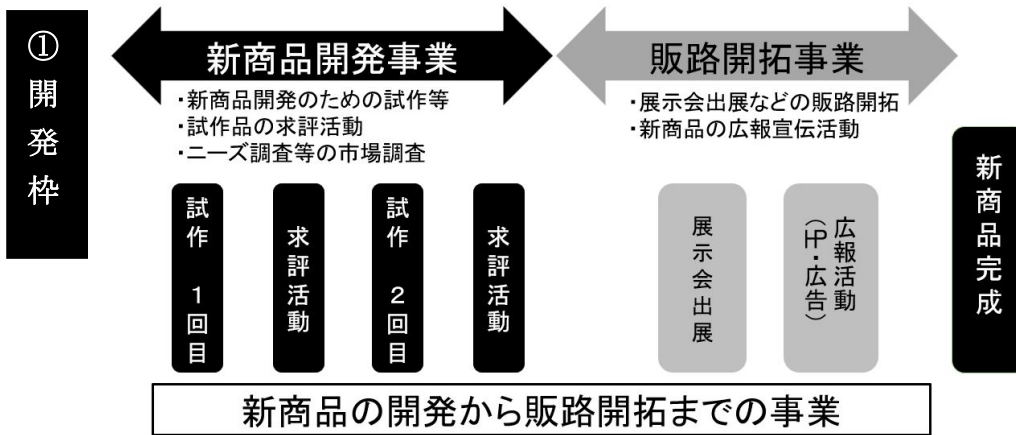 ①開発枠
新商品開発事業
・新商品開発のための試作等
・試作品の求評活動
・ニーズ調査等の市場調査
販路開拓事業
・展示会出展などの販路開拓
・新商品の広報宣伝活動
試作　１回目
求評活動
試作　２回目
求評活動
展示会出展
広報活動
（HP・広告）
新商品完成
新商品の開発から販路開拓までの事業